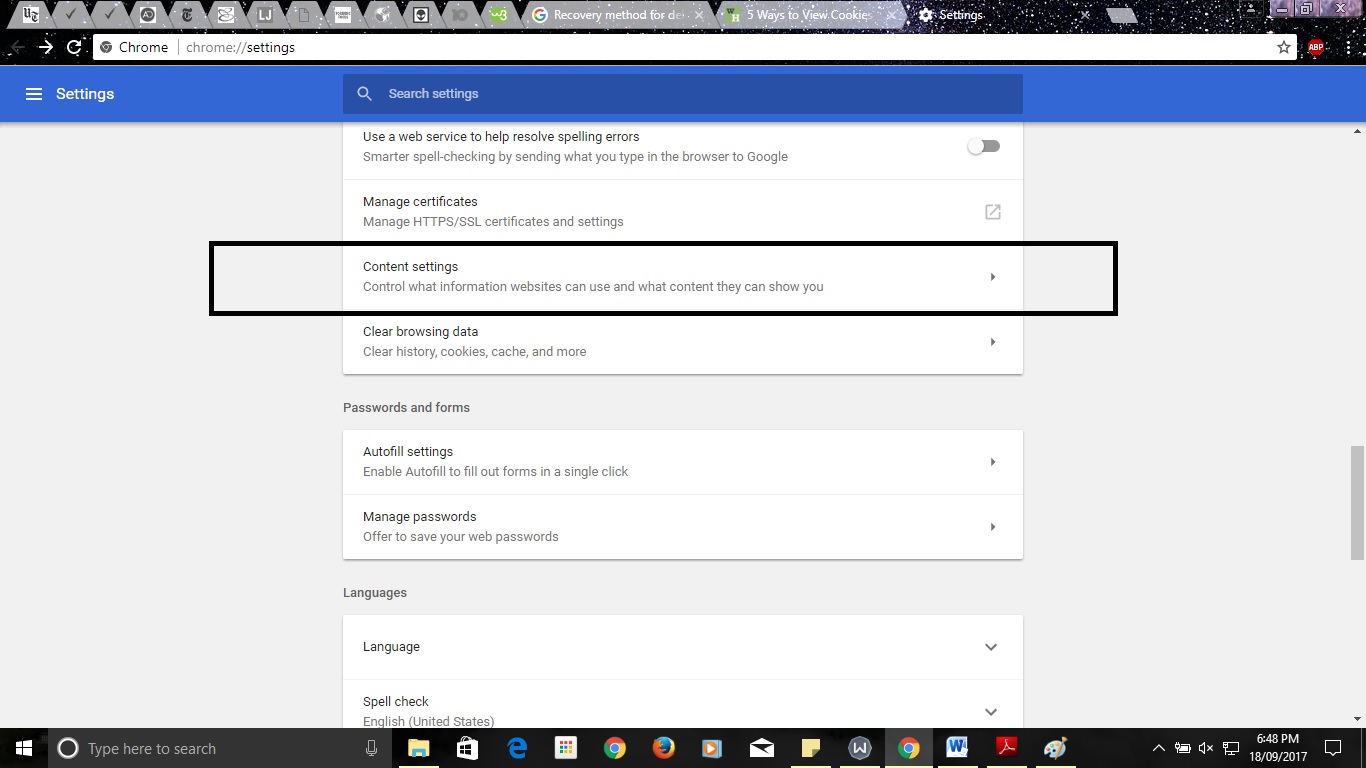 LJ
w3
Recovery method for de
5 Ways to View Cookies
Settings
Chrome chrome://settings
ABP
Settings
Search settings
Use a web service to help resolve spelling errors
Smarter spell-checking by sending what you type in the browser to Google
Manage certificates
Manage HTTPS/SSL certificates and settings
Content settings
Control what information websites can use and what content they can show you
Clear browsing data
Clear history, cookies, cache, and more
Passwords and forms
Autofill settings
Enable Autofill to fill out forms in a single click
Manage passwords
Offer to save your web passwords
Languages
Language
Spell check
English (United States)
Type here to search
6:48 PM
18/09/2017